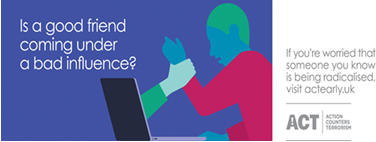 Is a good friend
coming under
a bad influence?
If you're worried that
someone you know
is being radicalised,
visit actearly.uk
ACT
ACTION
COUNTERS
TERRORISM